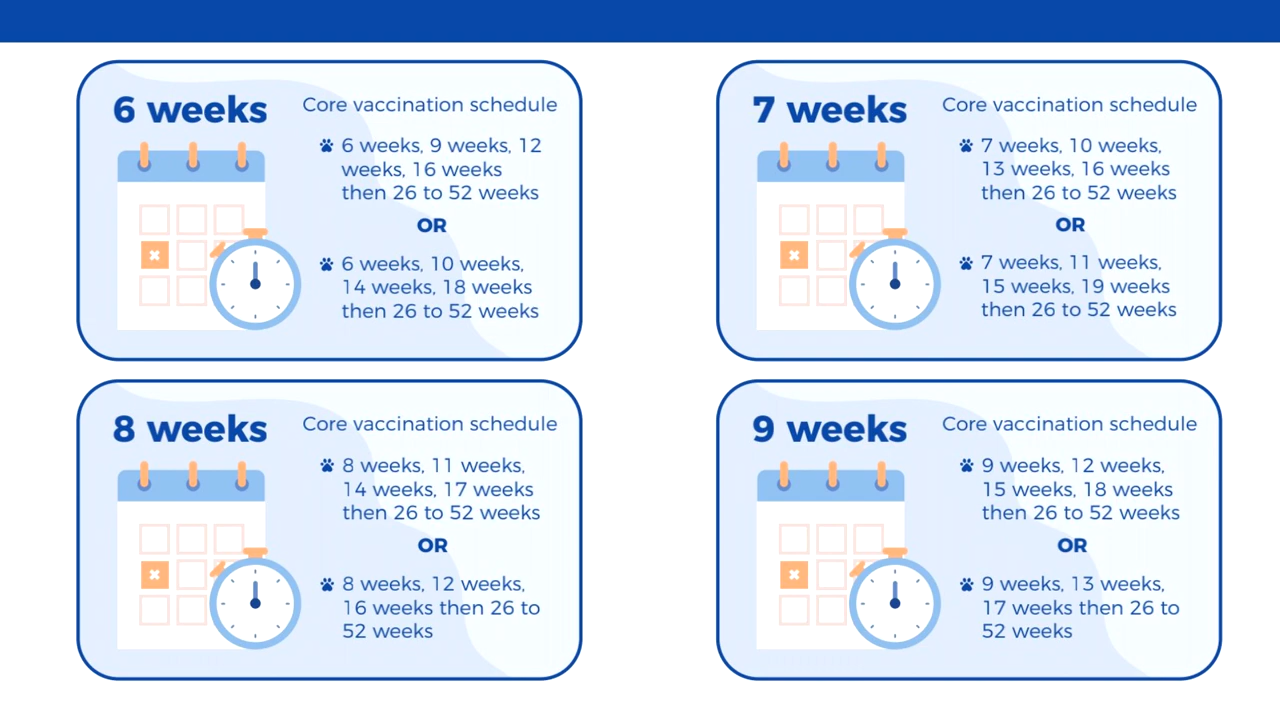 6 weeks
Core vaccination schedule
6 weeks, 9 weeks, 12
weeks, 16 weeks
then 26 to 52 weeks
OR
6 weeks, 10 weeks,
14 weeks, 18 weeks
then 26 to 52 weeks
7 weeks
Core vaccination schedule
7 weeks, 10 weeks,
13 weeks, 16 weeks
then 26 to 52 weeks
OR
7 weeks, 11 weeks,
15 weeks, 19 weeks
then 26 to 52 weeks
8 weeks
Core vaccination schedule
8 weeks, 11 weeks,
14 weeks, 17 weeks
then 26 to 52 weeks
OR
8 weeks, 12 weeks,
16 weeks then 26 to
52 weeks
9 weeks
Core vaccination schedule
9 weeks, 12 weeks,
15 weeks, 18 weeks
then 26 to 52 weeks
OR
9 weeks, 13 weeks,
17 weeks then 26 to
52 weeks